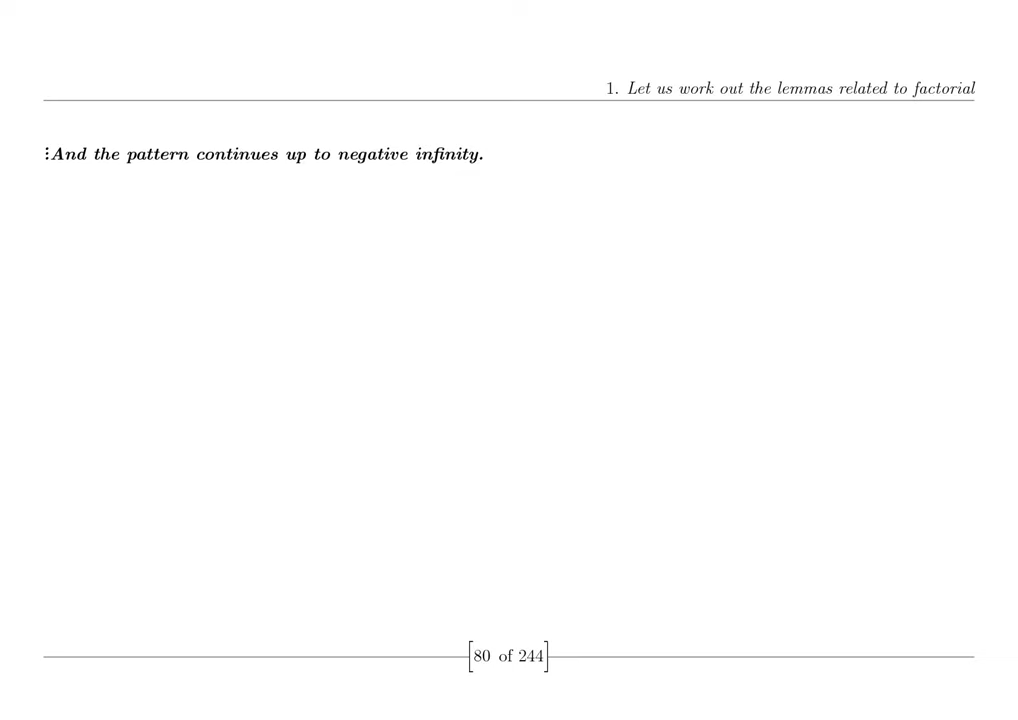 1. Let us work out the lemmas related to factorial
⋮And the pattern continues up to negative infinity.
[80 of 244]